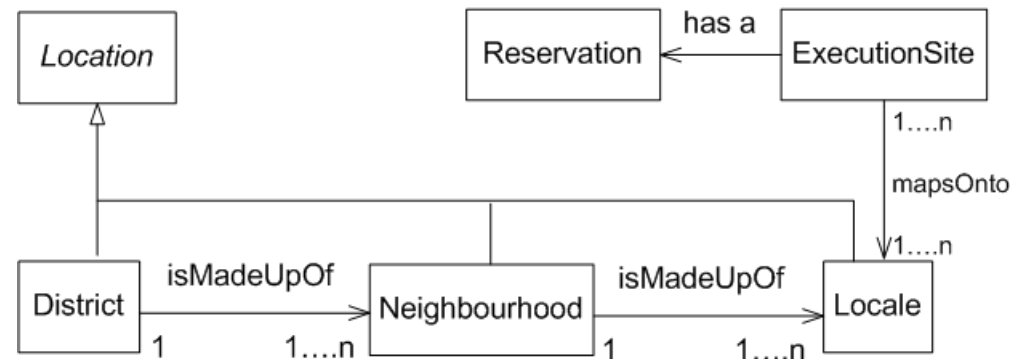 Location
Reservation
has a
ExecutionSite
1....n
mapsOnto
1....n
District
isMadeUpOf
1
1....n
Neighbourhood
isMadeUpOf
1
1....n
Locale